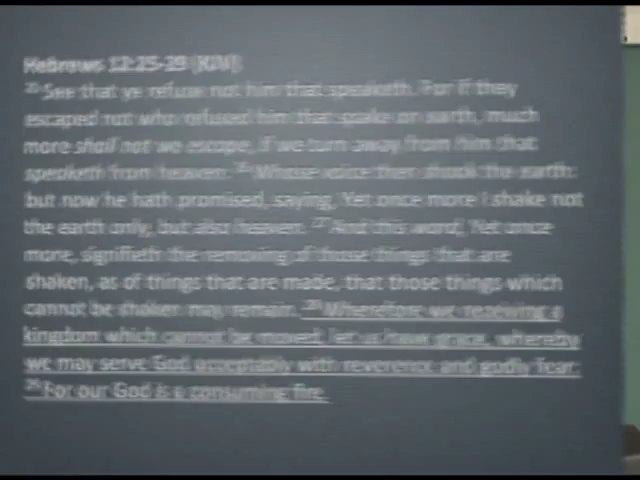 Hebrews 12:25-29 (KJV)
25 See that ye refuse not him that speaketh. For if they
escaped not who refused him that spake on earth, much
more shall not we escape, if we turn away from him that
speaketh from heaven: 26 Whose voice then shook the earth:
but now he hath promised, saying, Yet once more I shake not
the earth only, but also heaven. 27 And this word, Yet once
more, signifieth the removing of those things that are
shaken, as of things that are made, that those things which
cannot be shaken may remain. 28 Wherefore we receiving a
kingdom which cannot be moved, let us have grace, whereby
we may serve God acceptably with reverence and godly fear:
29 For our God is a consuming fire.